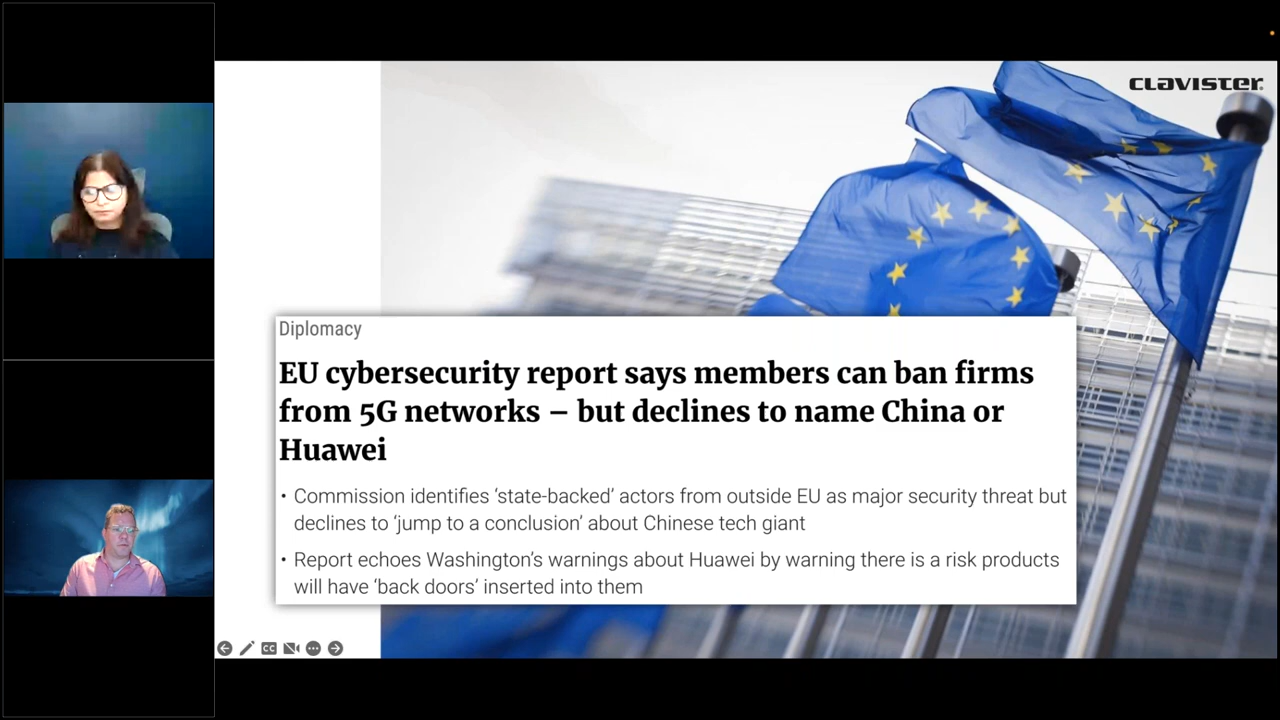 CLAVISTER
Diplomacy
EU cybersecurity report says members can ban firms
from 5G networks – but declines to name China or
Huawei
• Commission identifies ‘state-backed’ actors from outside EU as major security threat but
declines to ‘jump to a conclusion’ about Chinese tech giant
• Report echoes Washington’s warnings about Huawei by warning there is a risk products
will have ‘back doors’ inserted into them
CC